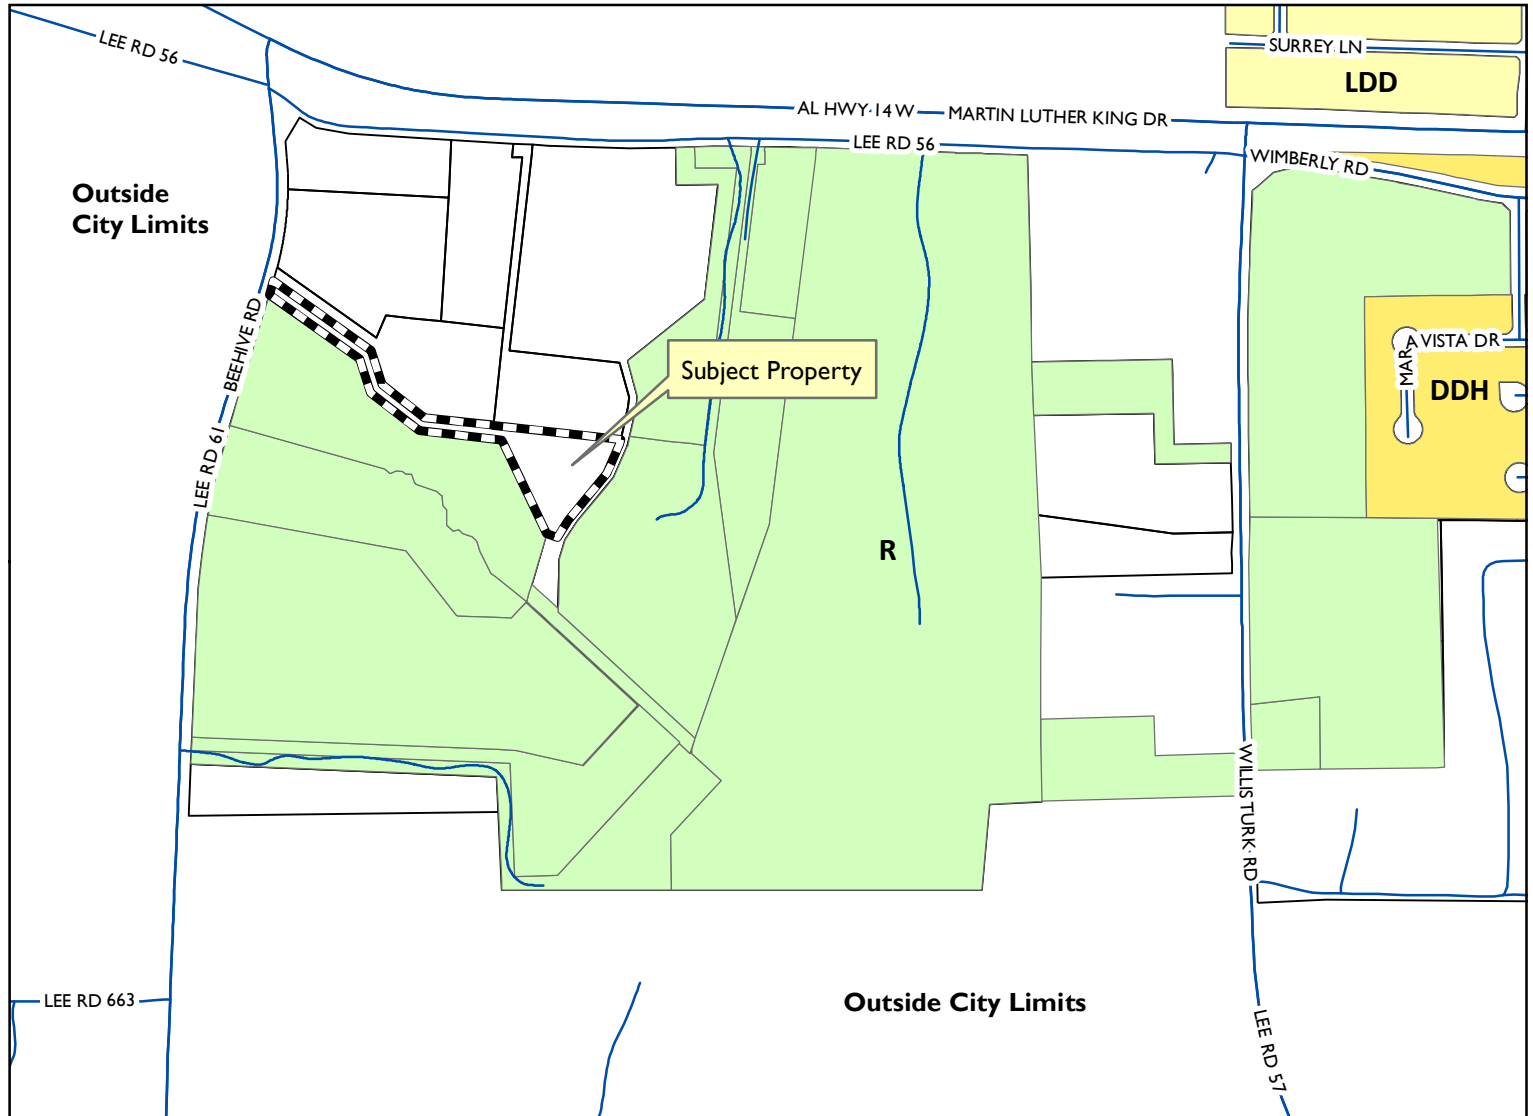 LEE RD 56
SURREY LN
LDD
AL HWY 14 W
MARTIN LUTHER KING DR
LEE RD 56
WIMBERLY RD
Outside
City Limits
BEEHIVE RD
Subject Property
MARAVISTA DR
DDH
LEE RD 61
R
WILLIS TURK RD
LEE RD 663
Outside City Limits
LEE RD 57